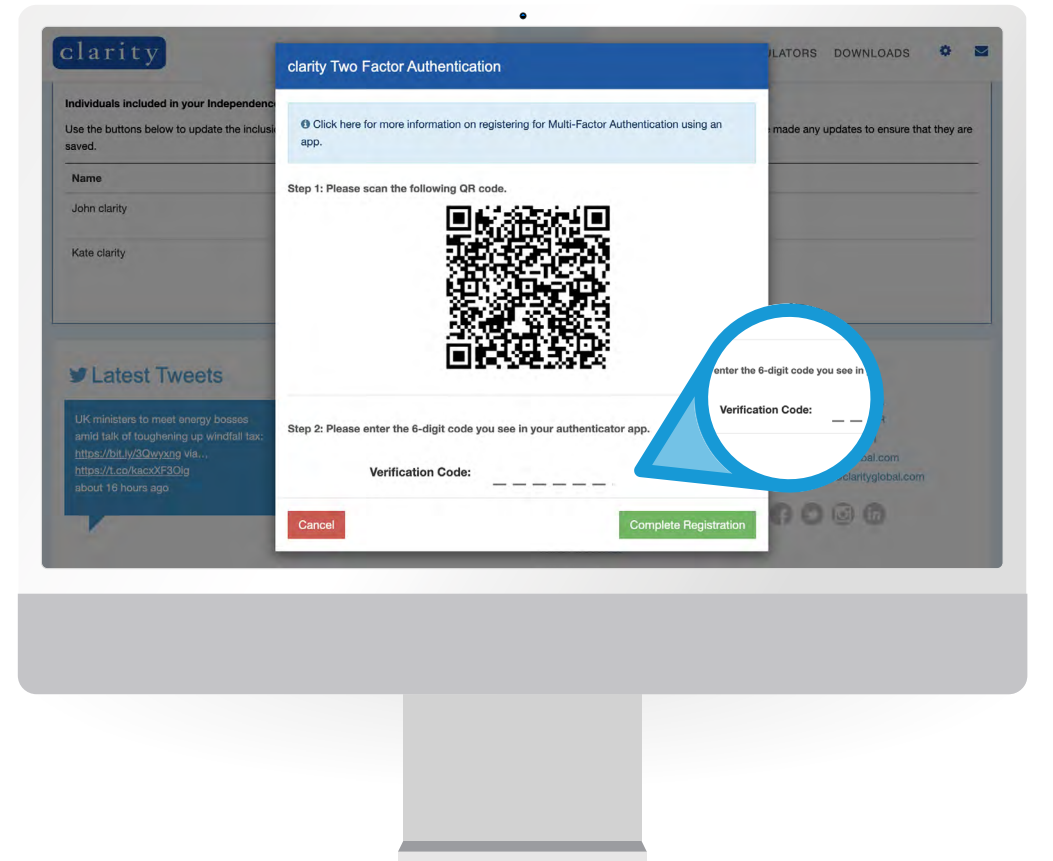 clarity
ULATORS DOWNLOADS
clarity Two Factor Authentication
Individuals included in your Independenc
Use the buttons below to update the inclusi
made any updates to ensure that they are
saved.
Click here for more information on registering for Multi-Factor Authentication using an
app.
Name
John clarity
Kate clarity
Step 1: Please scan the following QR code.
Latest Tweets
UK ministers to meet energy bosses
amid talk of toughening up windfall tax:
https://bit.ly/3Qwyxng via...
https://t.co/kacxXF3OIg
about 16 hours ago
Step 2: Please enter the 6-digit code you see in your authenticator app.
Verification Code:
_ _ _ _ _ _
enter the 6-digit code you see in
Verification Code:
_ _
bal.com
clarityglobal.com
Cancel
Complete Registration